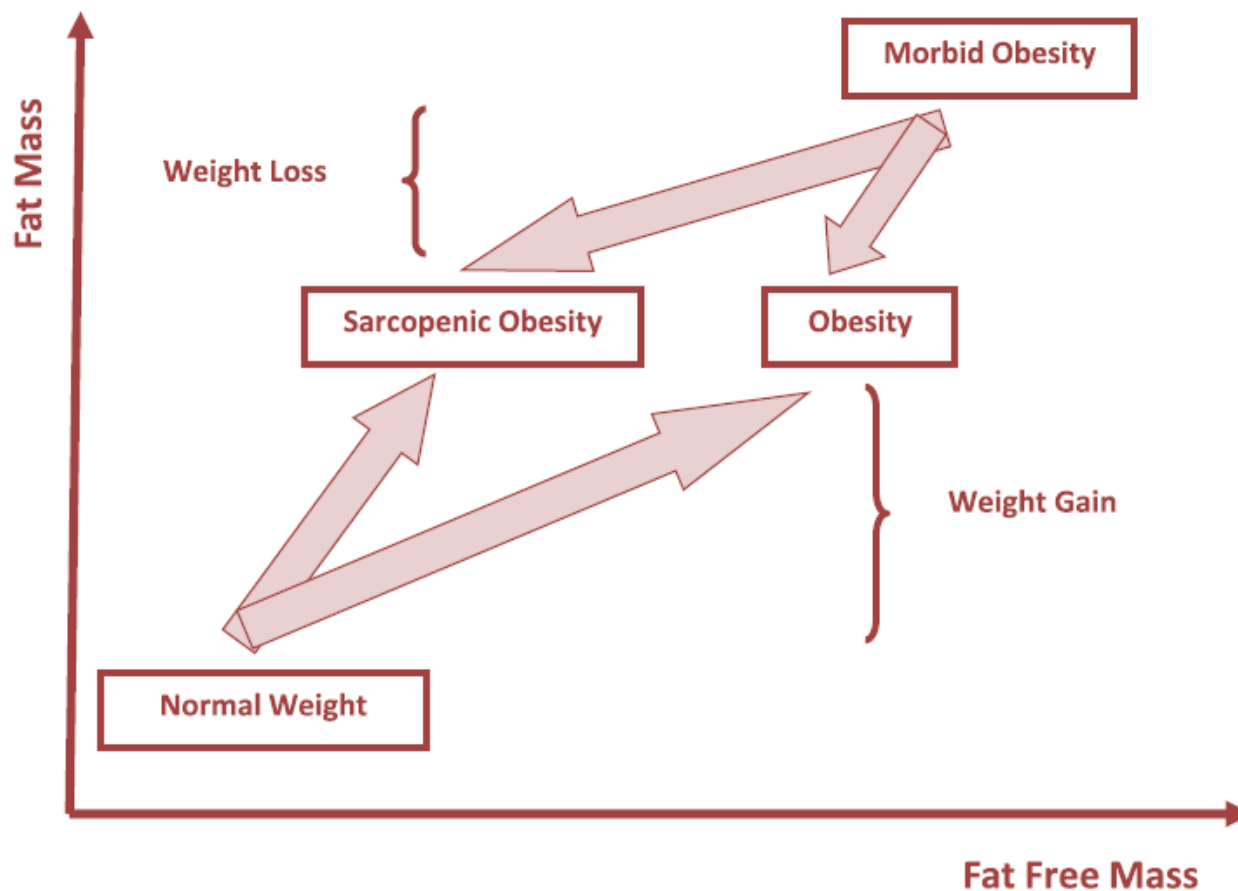 Morbid Obesity
Fat Mass
Weight Loss
Sarcopenic Obesity
Obesity
Weight Gain
Normal Weight
Fat Free Mass